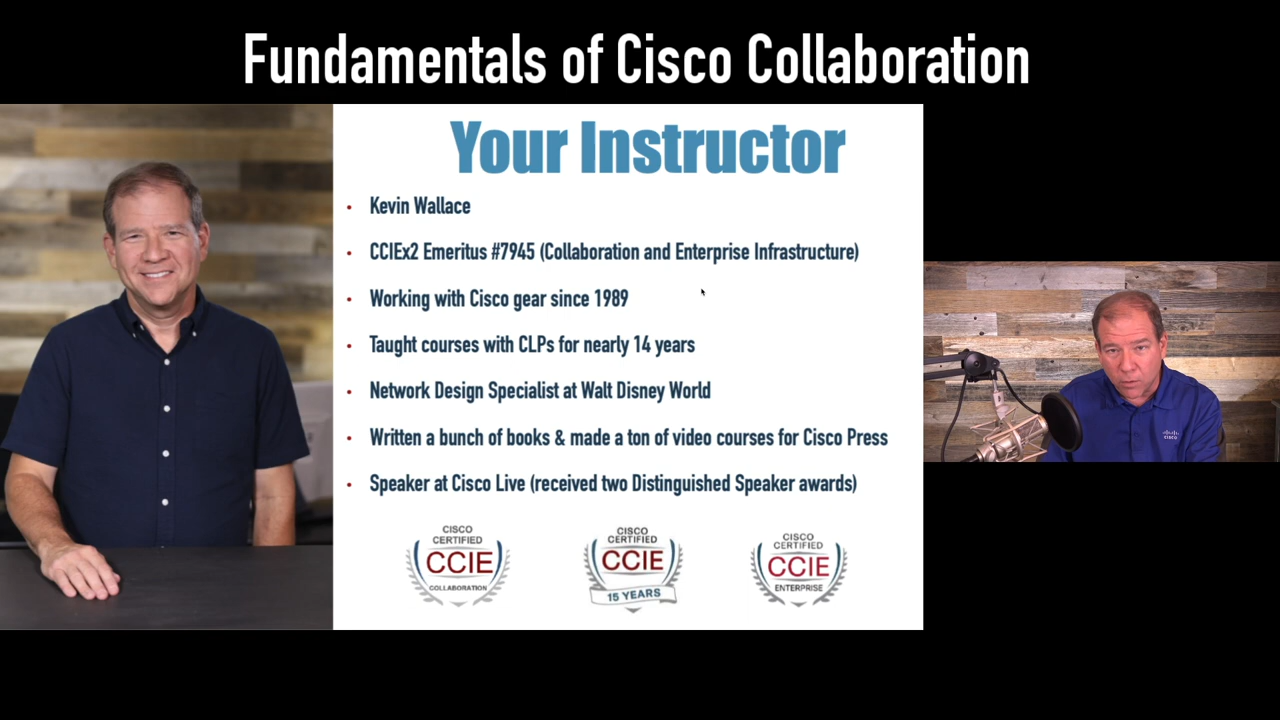 Fundamentals of Cisco Collaboration
Your Instructor
• Kevin Wallace
• CCIEx2 Emeritus #7945 (Collaboration and Enterprise Infrastructure)
• Working with Cisco gear since 1989
• Taught courses with CLPs for nearly 14 years
• Network Design Specialist at Walt Disney World
• Written a bunch of books & made a ton of video courses for Cisco Press
• Speaker at Cisco Live (received two Distinguished Speaker awards)
CISCO
CERTIFIED
CCIE
COLLABORATION
CISCO
CERTIFIED
CCIE
15 YEARS
CISCO
CERTIFIED
CCIE
ENTERPRISE
CISCO